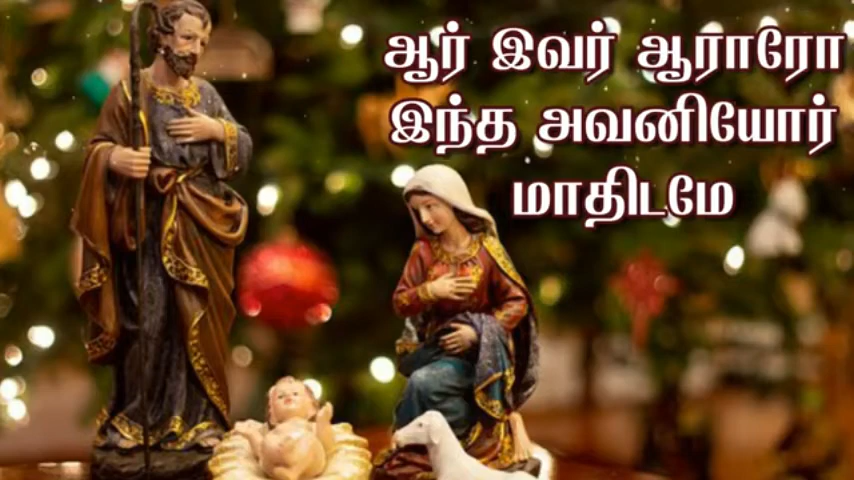 ஆர் இவர் ஆராரோ
இந்த அவனியோர்
மாதிடமே